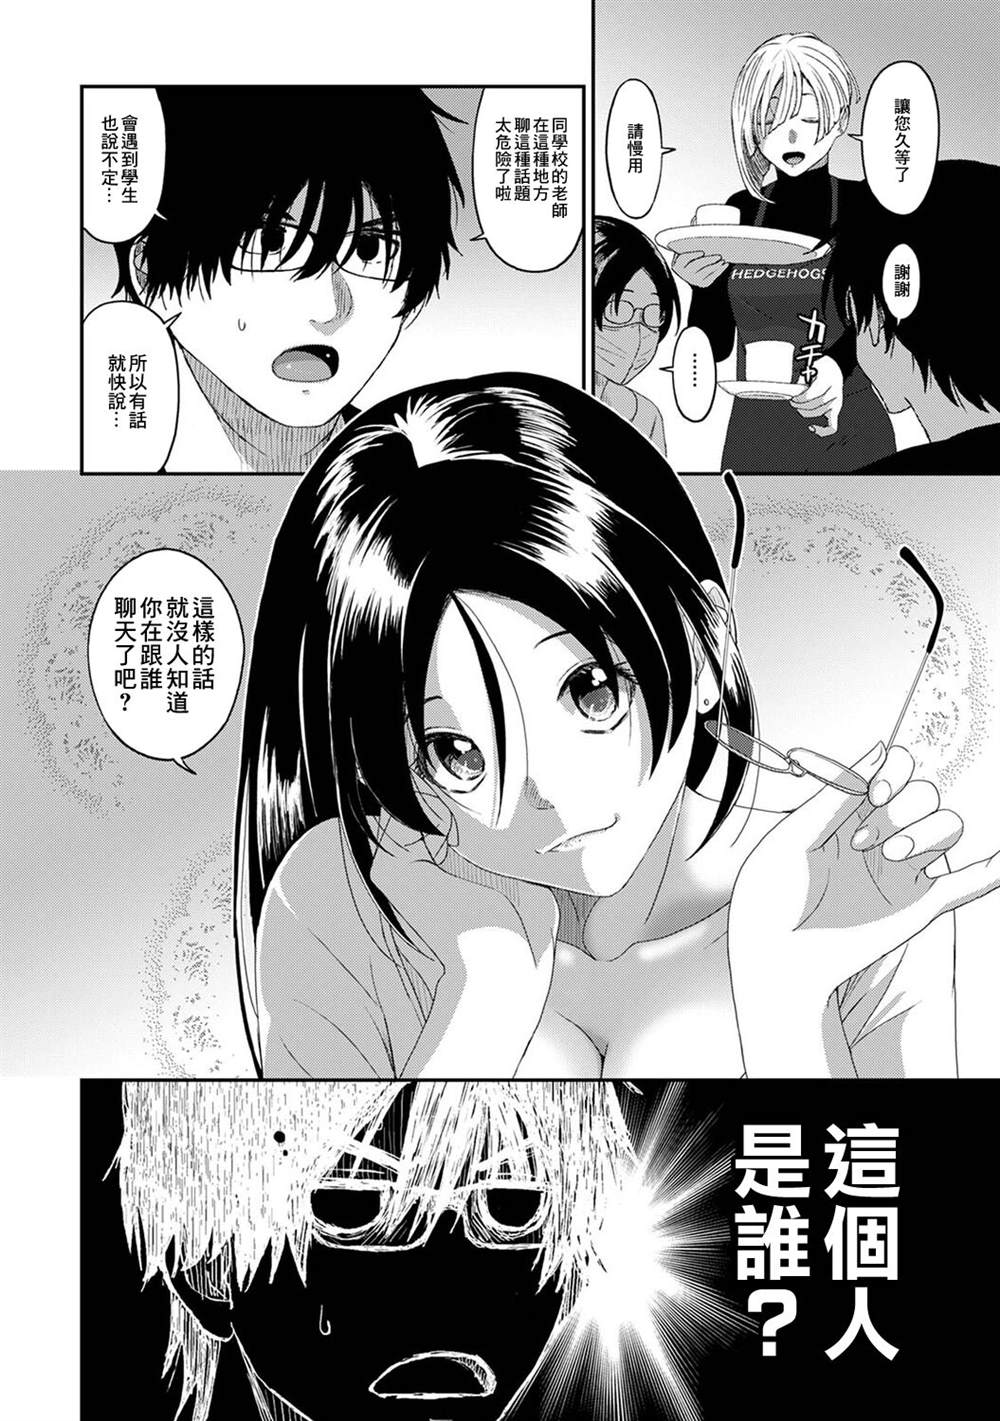 讓您久等了
請慢用
HEDGEHOGS
謝謝
カチャ
……
同學校的老師
在這種地方
聊這種話題
太危險了啦
會遇到學生
也說不定…
所以有話
就快說…
這樣的話
就沒人知道
你在跟誰
聊天了吧?
這個人
是誰?